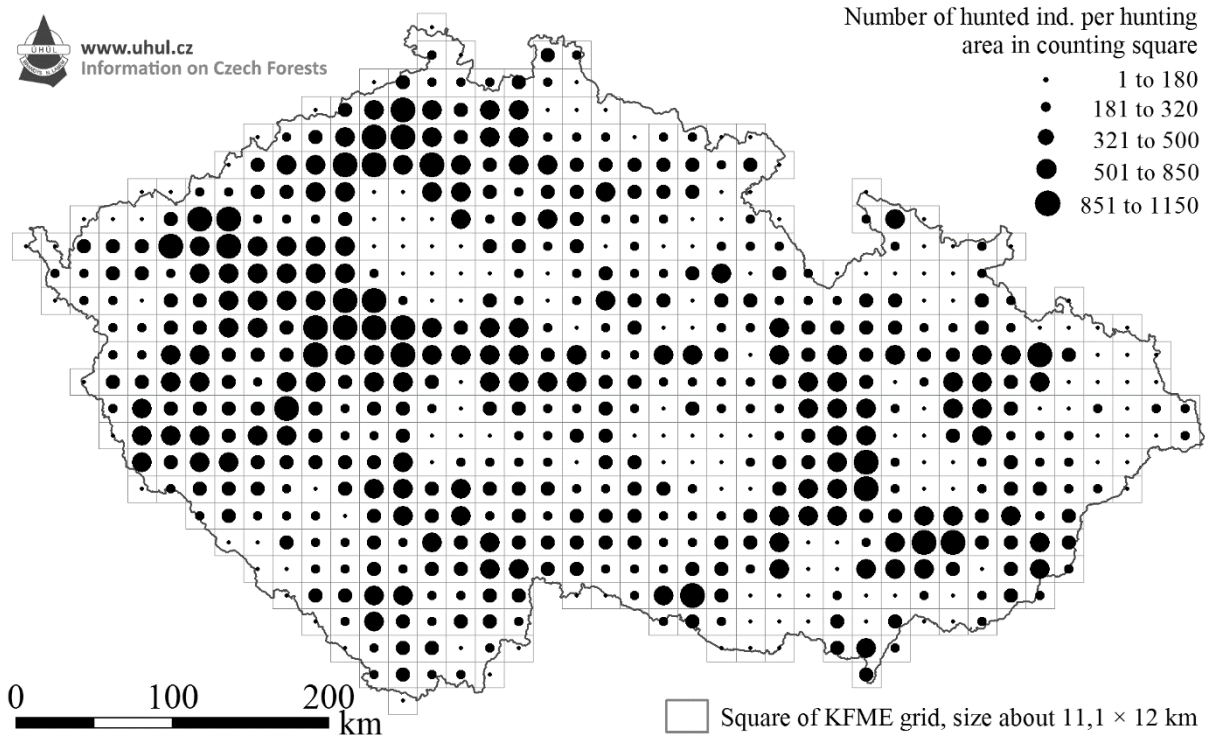 www.uhul.cz
Information on Czech Forests
ÚHÚL
Number of hunted ind. per hunting
area in counting square
1 to 180
181 to 320
321 to 500
501 to 850
851 to 1150
0 100 200
km
Square of KFME grid, size about 11,1 × 12 km